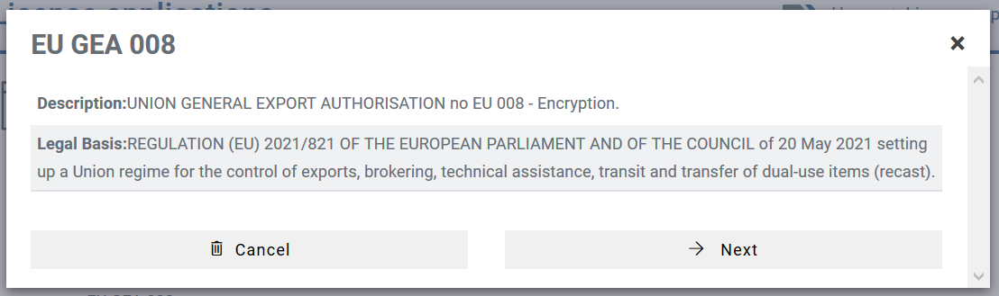 EU GEA 008
Description:UNION GENERAL EXPORT AUTHORISATION no EU 008 - Encryption.
Legal Basis:REGULATION (EU) 2021/821 OF THE EUROPEAN PARLIAMENT AND OF THE COUNCIL of 20 May 2021 setting
up a Union regime for the control of exports, brokering, technical assistance, transit and transfer of dual-use items (recast).
Cancel
Next